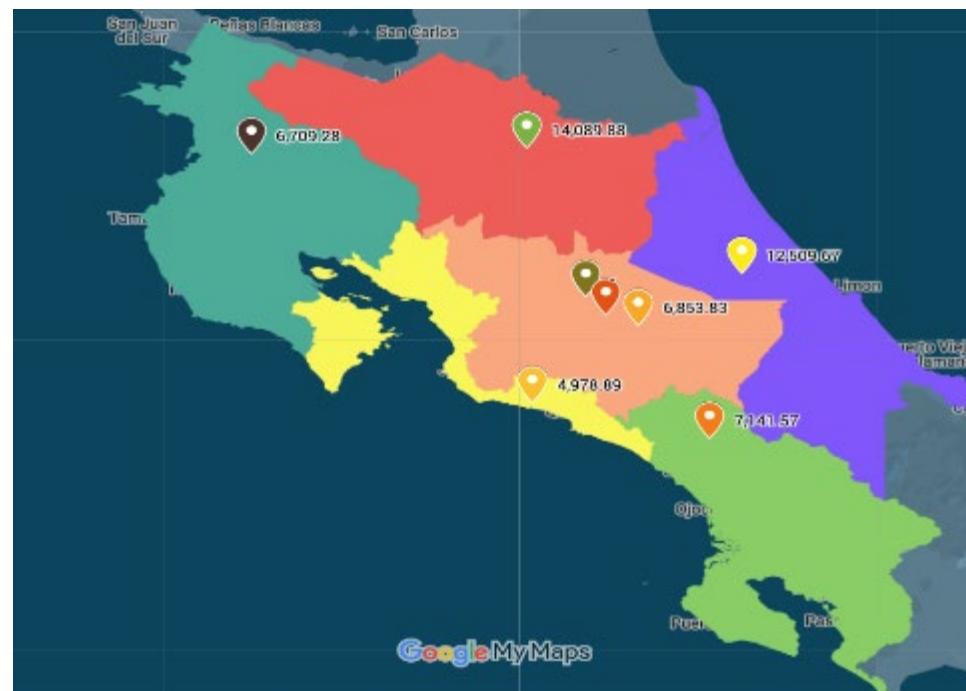 San Juan
del Sur
Peñas Blancas
San Carlos
6,709.28
14,089.88
12,509.67
Limon
6,853.83
4,978.89
7,141.57
Google My Maps